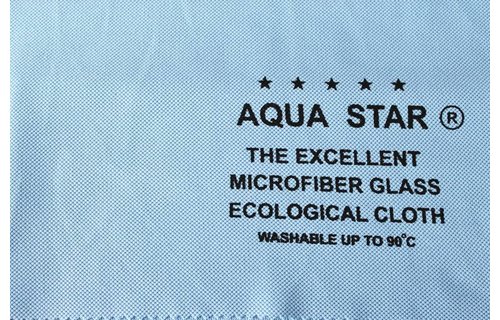 ★ ★ ★ ★ ★
AQUA STAR ®
THE EXCELLENT
MICROFIBER GLASS
ECOLOGICAL CLOTH
WASHABLE UP TO 90°C